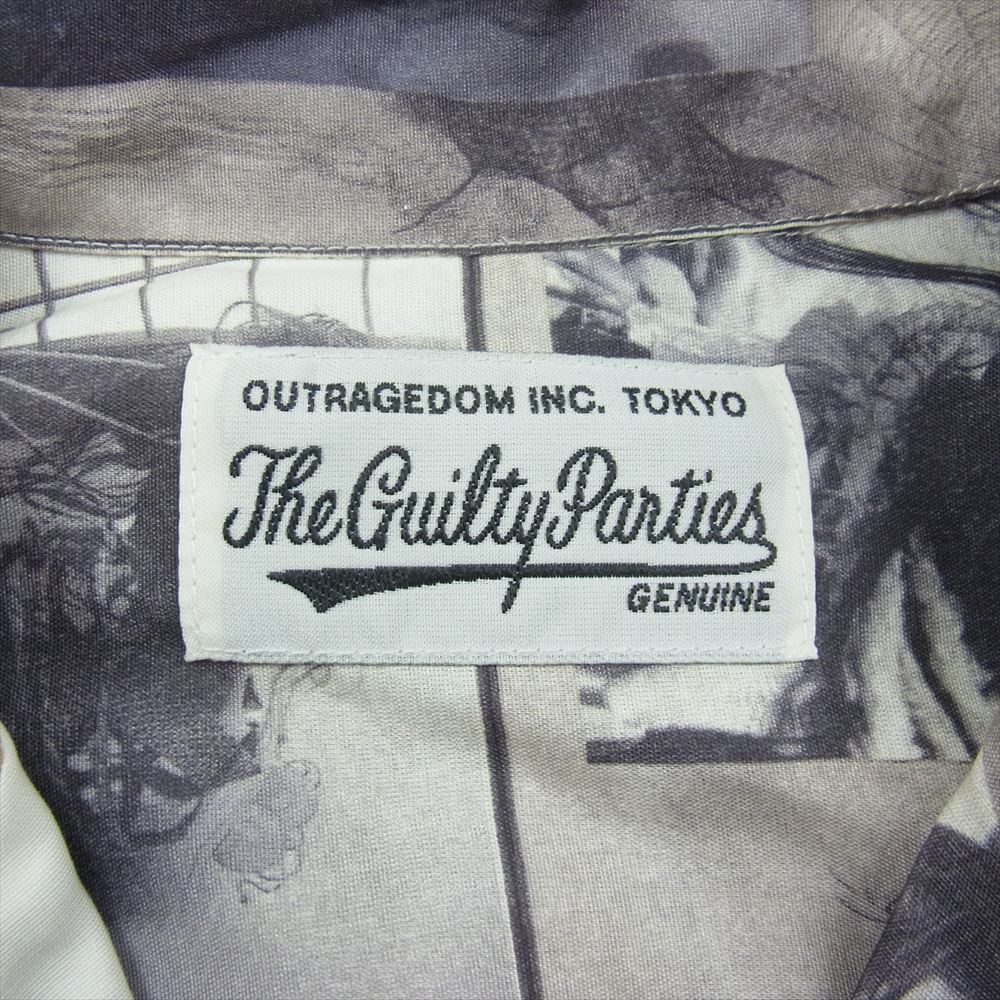 OUTRAGEDOM INC. TOKYO
The Guilty Parties
GENUINE